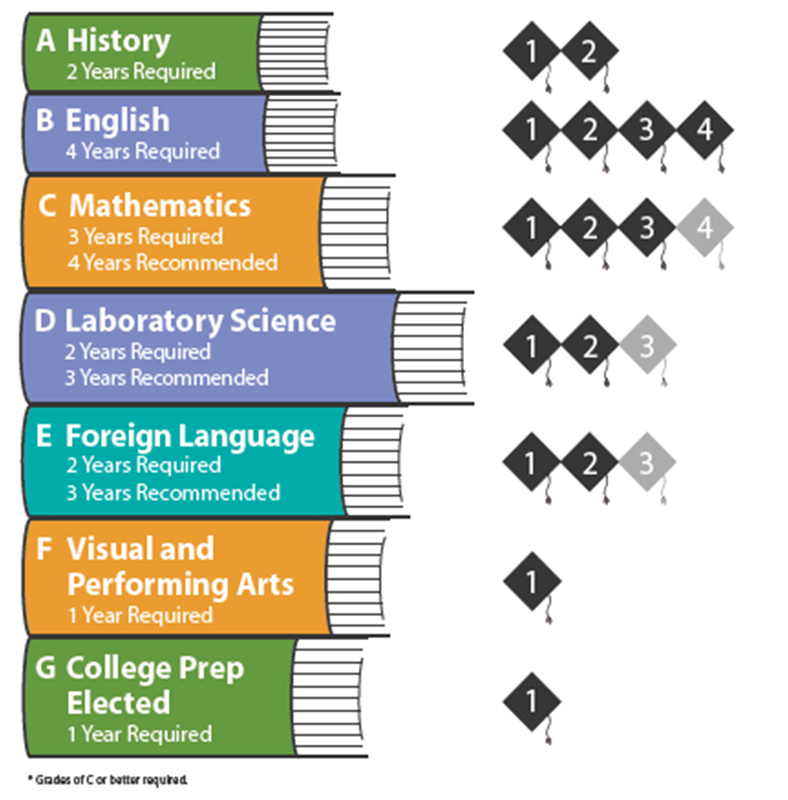 A History
2 Years Required
1 2
B English
4 Years Required
1 2 3 4
C Mathematics
3 Years Required
4 Years Recommended
1 2 3 4
D Laboratory Science
2 Years Required
3 Years Recommended
1 2 3
E Foreign Language
2 Years Required
3 Years Recommended
1 2 3
F Visual and
Performing Arts
1 Year Required
1
G College Prep
Elected
1 Year Required
1
* Grades of C or better required.